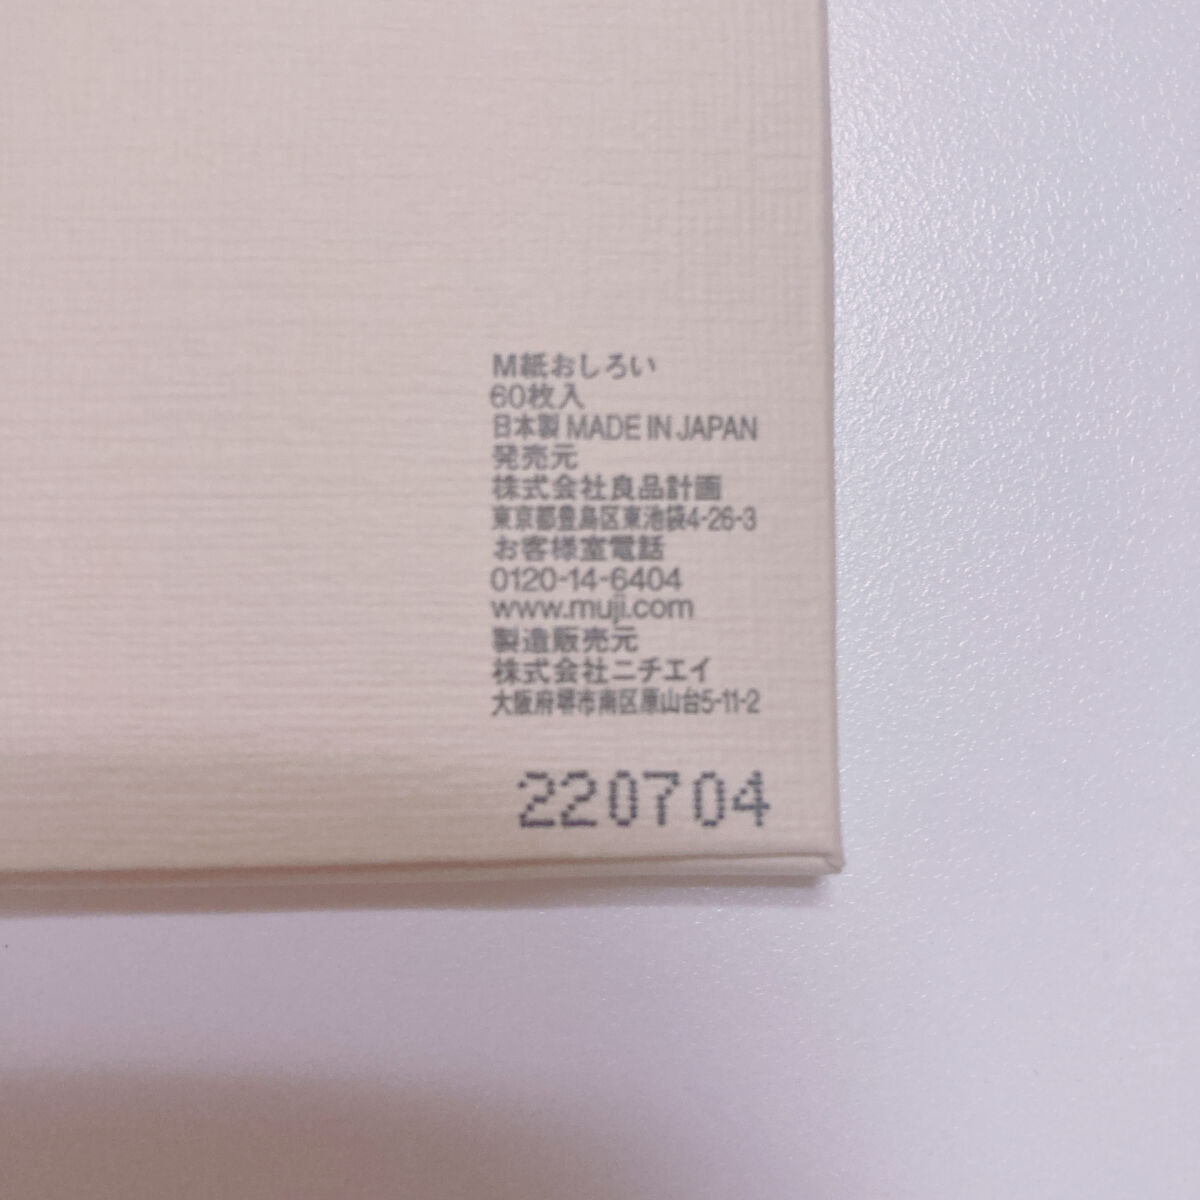 M紙おしろい
60枚入
日本製 MADE IN JAPAN
発売元
株式会社良品計画
東京都豊島区東池袋4-26-3
お客様室電話
0120-14-6404
www.muji.com
製造販売元
株式会社ニチエイ
大阪府堺市南区原山台5-11-2
220704